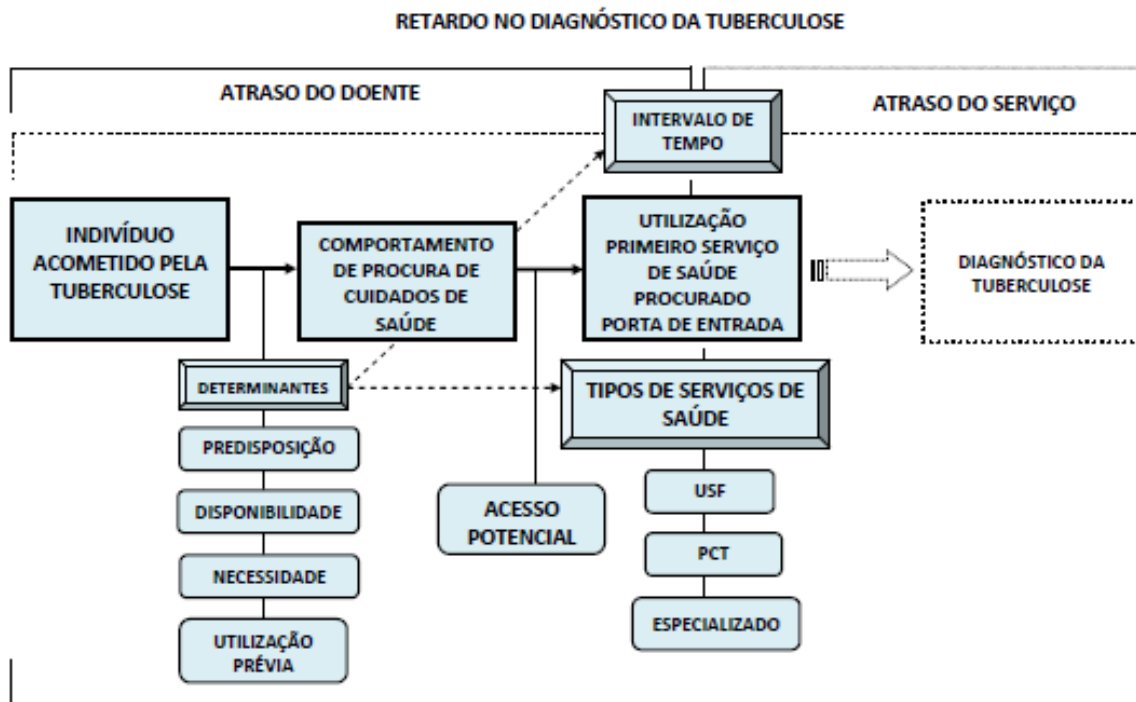 RETARDO NO DIAGNÓSTICO DA TUBERCULOSE
ATRASO DO DOENTE
ATRASO DO SERVIÇO
INTERVALO DE
TEMPO
INDIVÍDUO
ACOMETIDO PELA
TUBERCULOSE
COMPORTAMENTO
DE PROCURA DE
CUIDADOS DE
SAÚDE
UTILIZAÇÃO
PRIMEIRO SERVIÇO
DE SAÚDE
PROCURADO
PORTA DE ENTRADA
DIAGNÓSTICO DA
TUBERCULOSE
DETERMINANTES
PREDISPOSIÇÃO
DISPONIBILIDADE
NECESSIDADE
UTILIZAÇÃO
PRÉVIA
ACESSO
POTENCIAL
TIPOS DE SERVIÇOS DE
SAÚDE
USF
PCT
ESPECIALIZADO